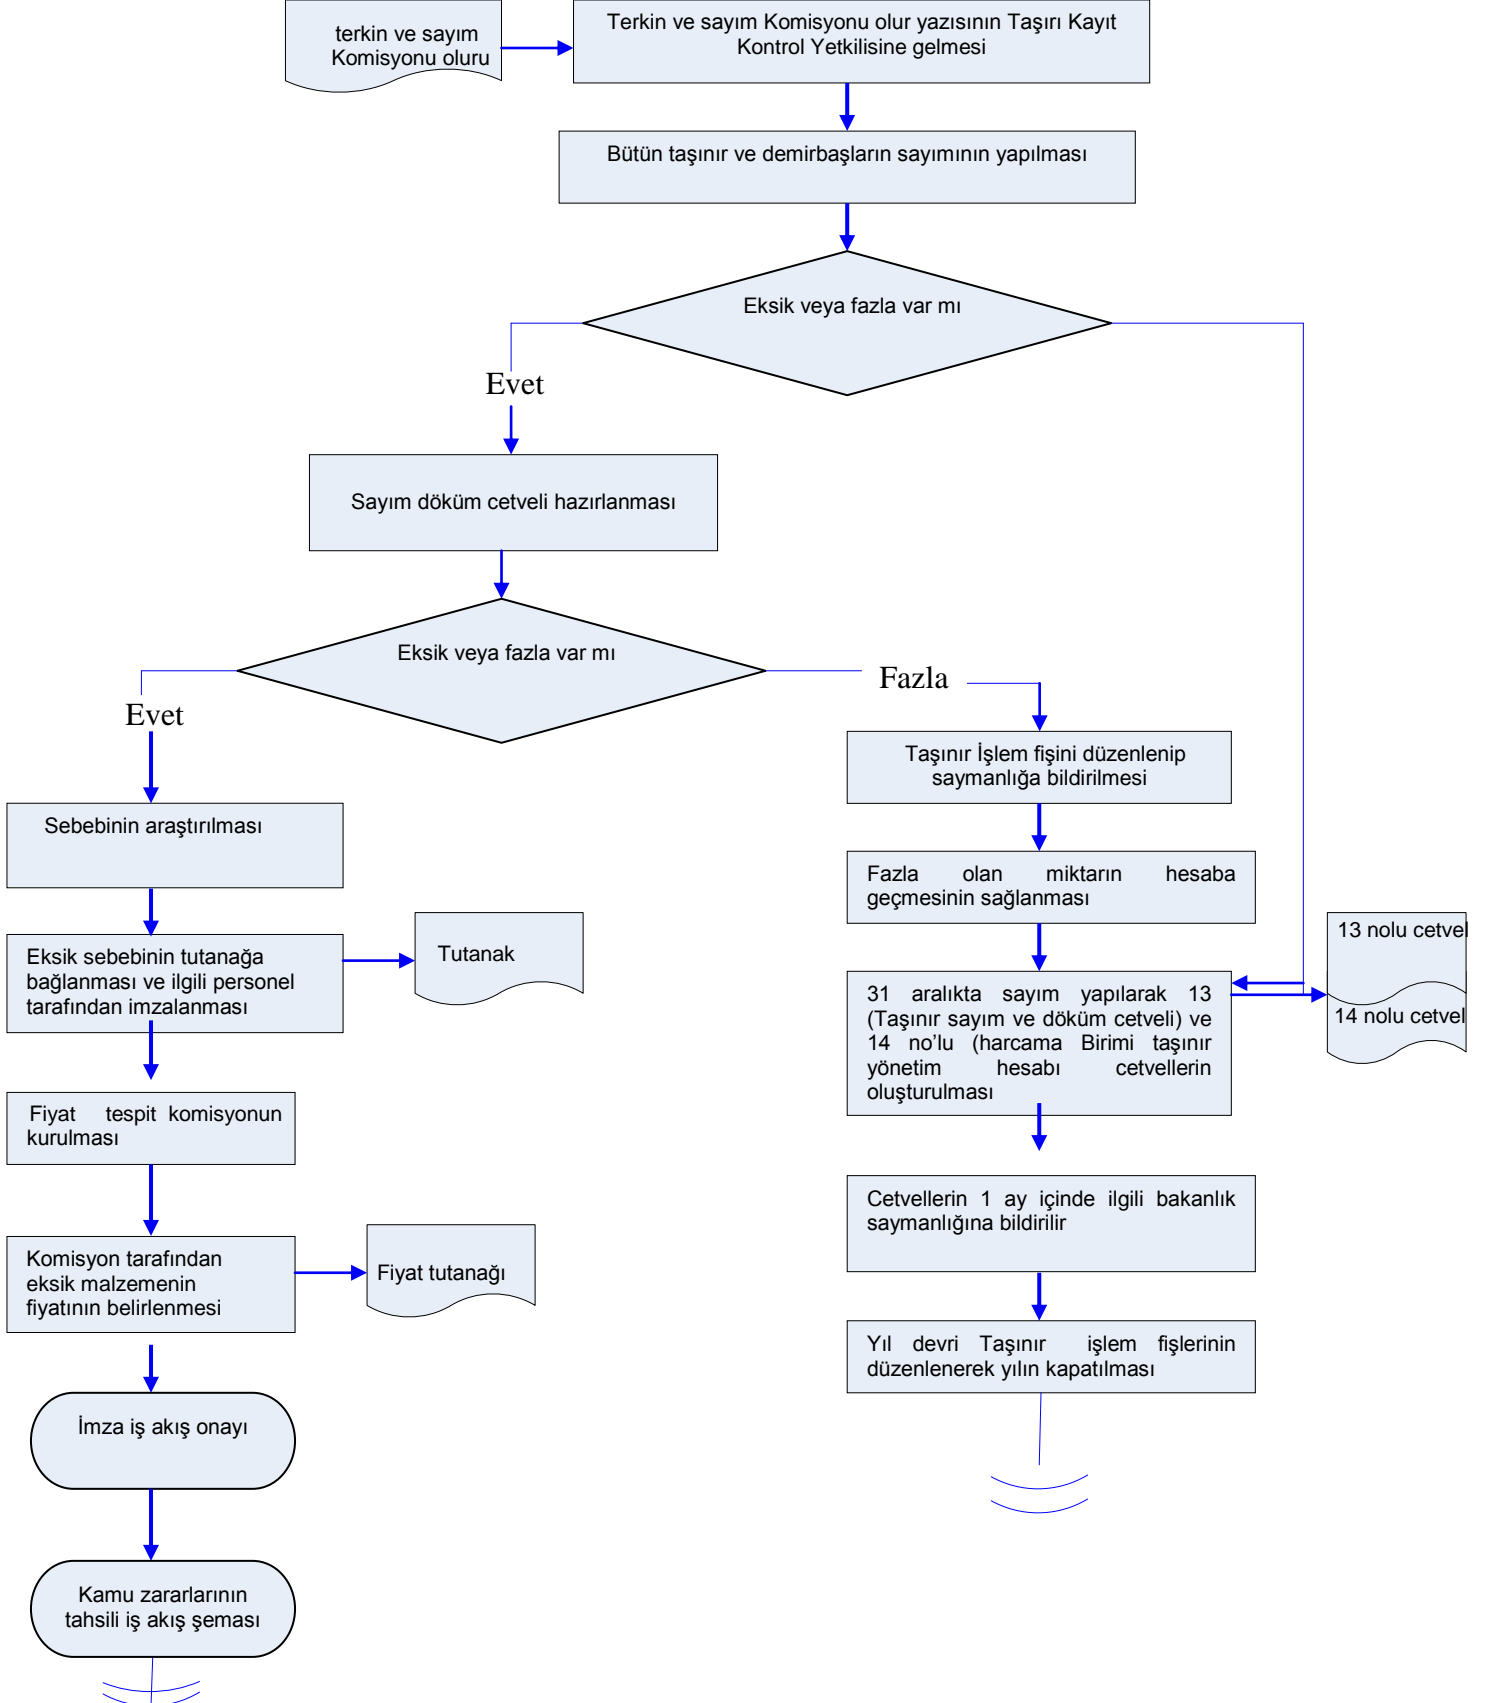 terkin ve sayım
Komisyonu oluru
Terkin ve sayım Komisyonu olur yazısının Taşırı Kayıt
Kontrol Yetkilisine gelmesi
Bütün taşınır ve demirbaşların sayımının yapılması
Eksik veya fazla var mı
Evet
Sayım döküm cetveli hazırlanması
Eksik veya fazla var mı
Evet
Fazla
Taşınır İşlem fişini düzenlenip
saymanlığa bildirilmesi
Sebebinin araştırılması
Fazla olan miktarın hesaba
geçmesinin sağlanması
Eksik sebebinin tutanağa
bağlanması ve ilgili personel
tarafından imzalanması
Tutanak
31 aralıkta sayım yapılarak 13
(Taşınır sayım ve döküm cetveli) ve
14 no’lu (harcama Birimi taşınır
yönetim hesabı cetvellerin
oluşturulması
13 nolu cetvel
14 nolu cetvel
Fiyat tespit komisyonun
kurulması
Cetvellerin 1 ay içinde ilgili bakanlık
saymanlığına bildirilir
Komisyon tarafından
eksik malzemenin
fiyatının belirlenmesi
Fiyat tutanağı
Yıl devri Taşınır işlem fişlerinin
düzenlenerek yılın kapatılması
İmza iş akış onayı
Kamu zararlarının
tahsili iş akış şeması